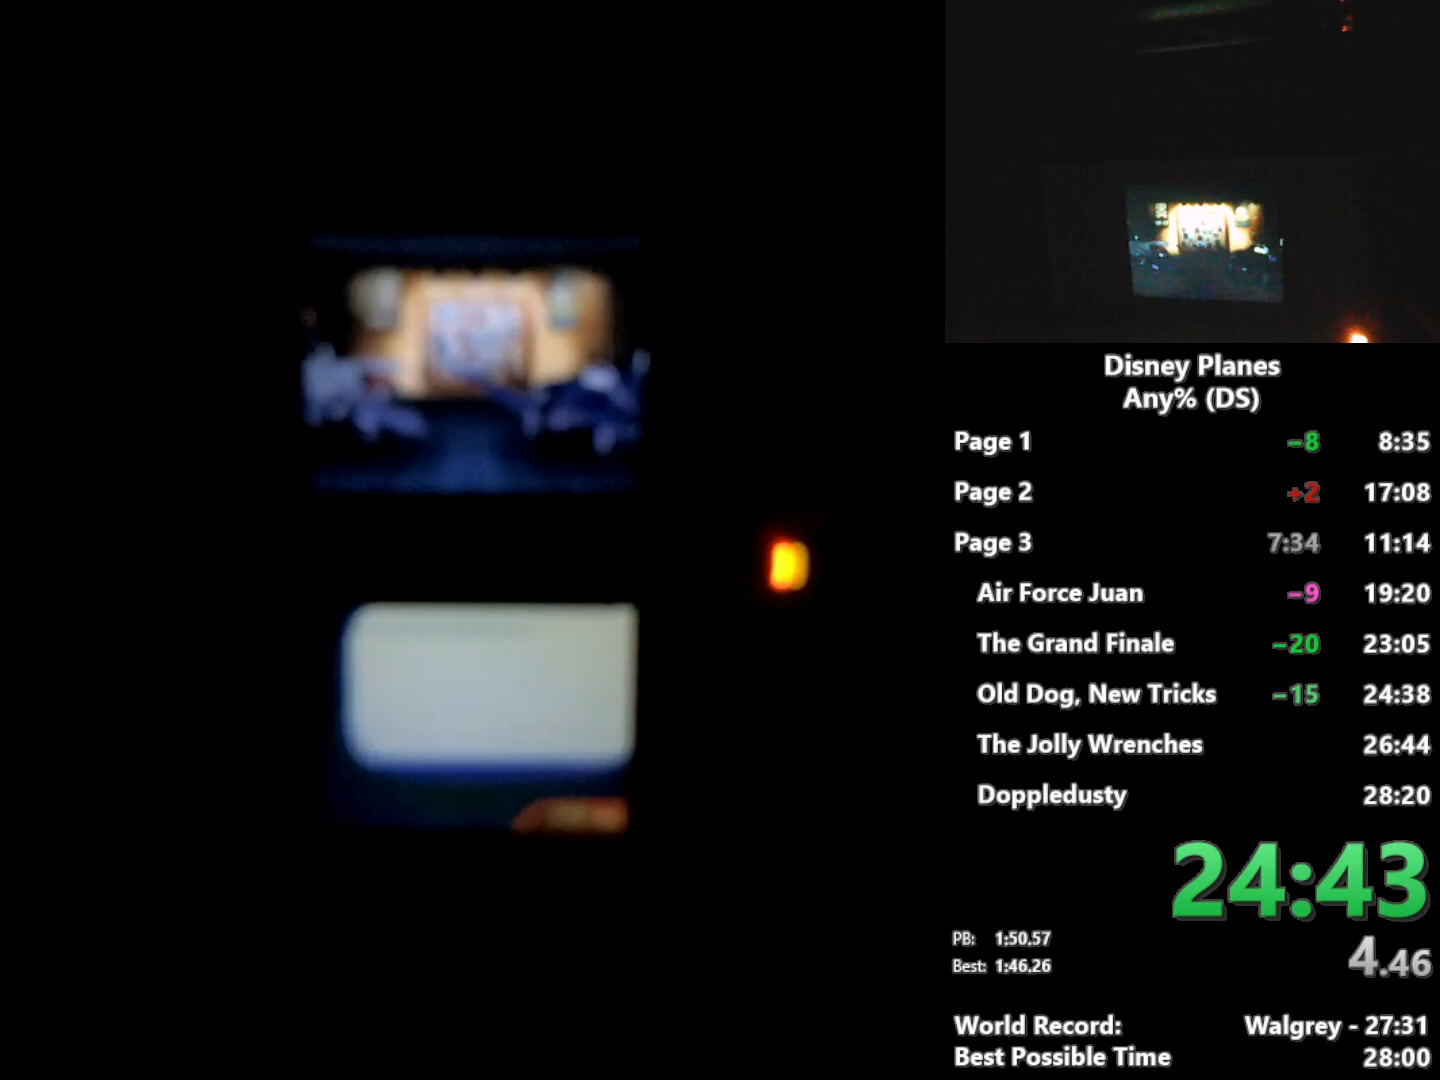 Disney Planes
Any% (DS)
Page 1 -8 8:35
Page 2 +2 17:08
Page 3 7:34 11:14
Air Force Juan -9 19:20
The Grand Finale -20 23:05
Old Dog, New Tricks -15 24:38
The Jolly Wrenches 26:44
Doppledusty 28:20
24:43
PB: 1:50.57
4.46
Best: 1:46.26
World Record: Walgrey - 27:31
Best Possible Time 28:00